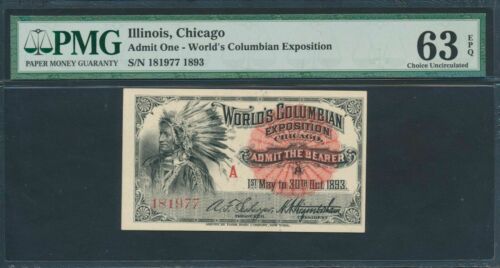 PMG
PAPER MONEY GUARANTY
Illinois, Chicago
Admit One - World's Columbian Exposition
S/N 181977 1893
63 EPQ
Choice Uncirculated
WORLD'S COLUMBIAN
EXPOSITION
CHICAGO,
ADMIT THE BEARER
A
A
1ST May to 30TH Oct. 1893.
181977
PRESIDENT